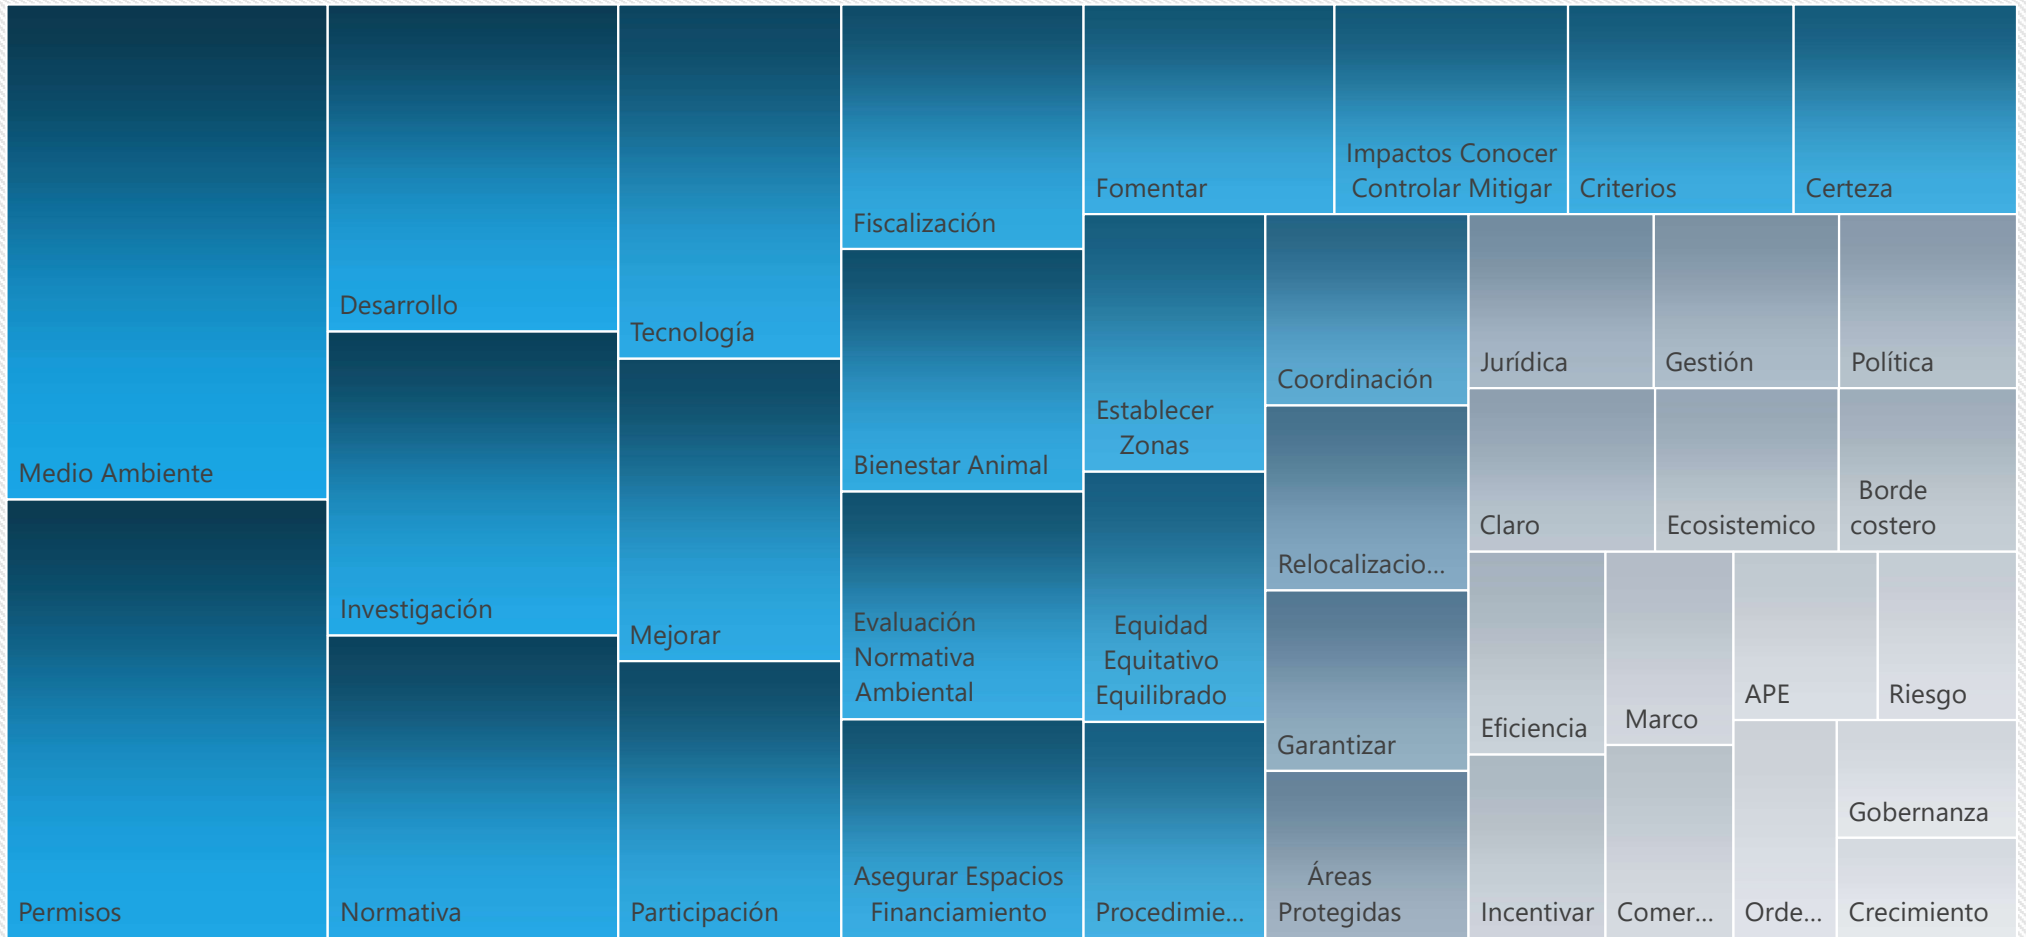 Medio Ambiente
Permisos
Desarrollo
Investigación
Normativa
Tecnología
Mejorar
Participación
Fiscalización
Bienestar Animal
Evaluación
Normativa
Ambiental
Asegurar Espacios
Financiamiento
Fomentar
Impactos Conocer
Controlar Mitigar
Criterios
Certeza
Establecer
Zonas
Equidad
Equitativo
Equilibrado
Procedimie...
Coordinación
Relocalizacio...
Garantizar
Áreas
Protegidas
Jurídica
Gestión
Política
Claro
Ecosistemico
Borde
costero
Eficiencia
Incentivar
Marco
Comer...
APE
Riesgo
Orde...
Gobernanza
Crecimiento